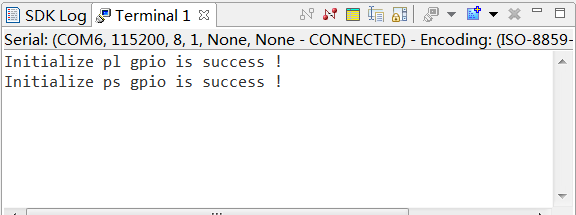 SDK Log Terminal 1
Serial: (COM6, 115200, 8, 1, None, None - CONNECTED) - Encoding: (ISO-8859-
Initialize pl gpio is success !
Initialize ps gpio is success !